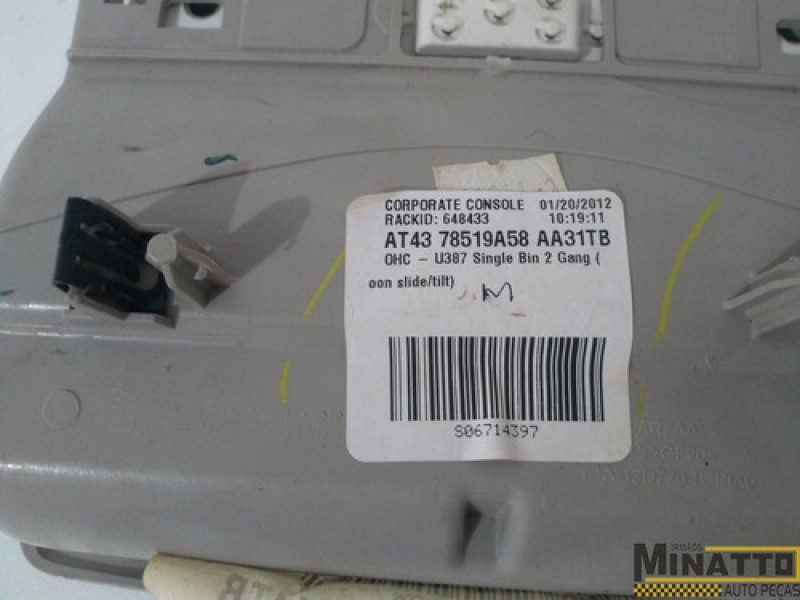 CORPORATE CONSOLE 01/20/2012
RACKID: 648433 10:19:11
AT43 78519A58 AA31TB
OHC - U387 Single Bin 2 Gang (
oon slide/tilt)
M
S06714397
IRMÃOS
MINATTO
AUTO PEÇAS